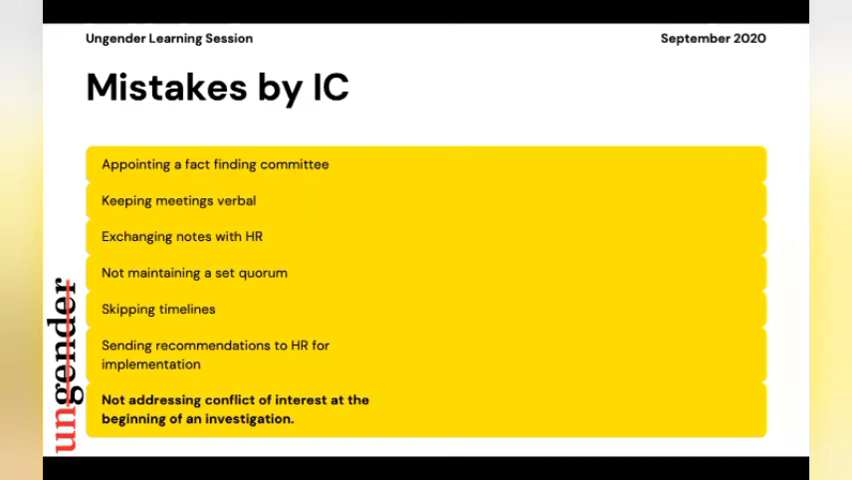 Ungender Learning Session
September 2020
Mistakes by IC
Appointing a fact finding committee
Keeping meetings verbal
Exchanging notes with HR
Not maintaining a set quorum
Skipping timelines
Sending recommendations to HR for
implementation
Not addressing conflict of interest at the
beginning of an investigation.
ungender